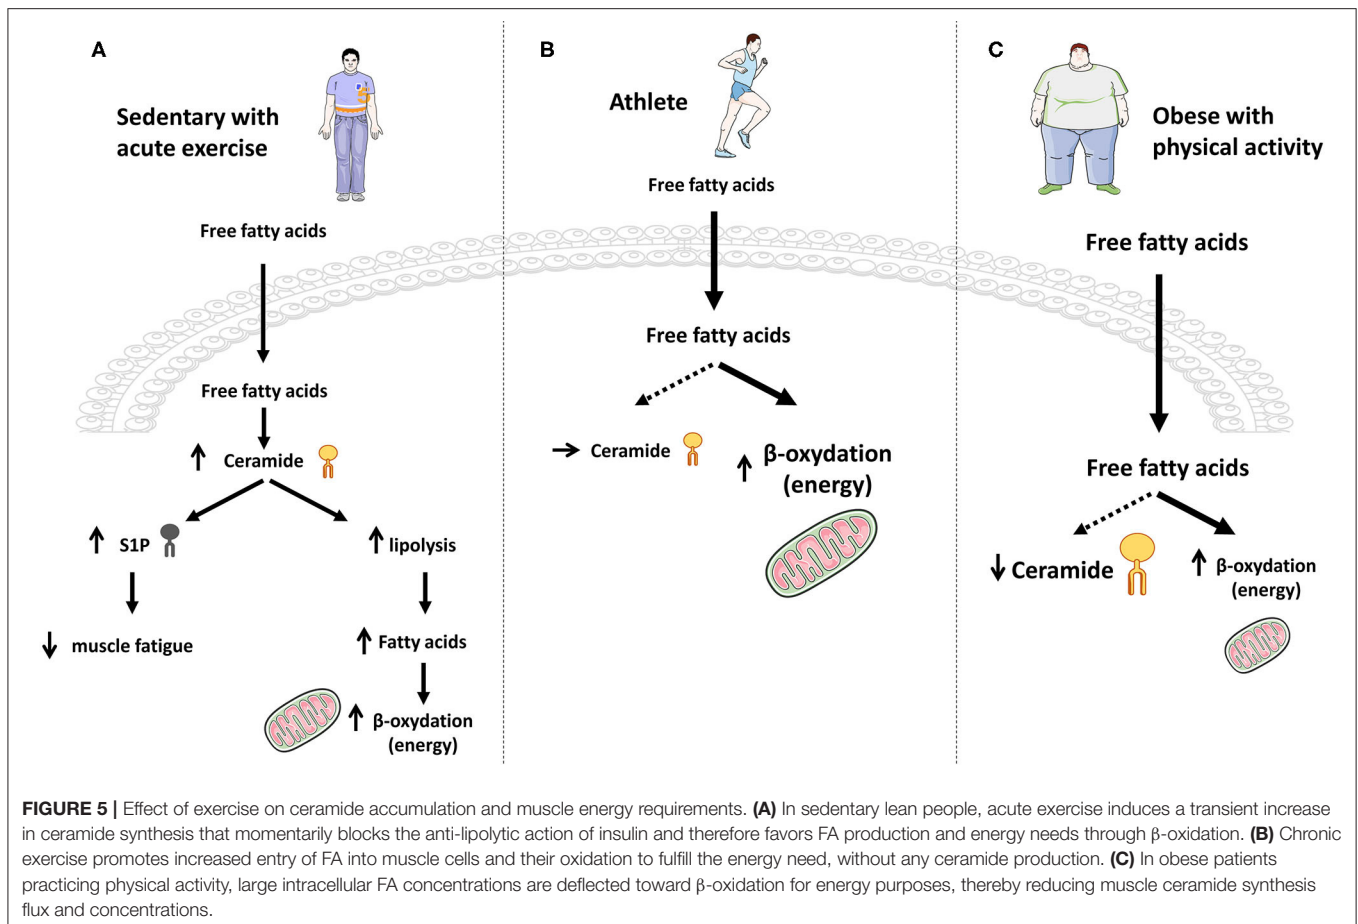 A
Sedentary with
acute exercise
Free fatty acids
Free fatty acids
Ceramide
S1P
lipolysis
muscle fatigue
Fatty acids
β-oxydation
(energy)
B
Athlete
Free fatty acids
Free fatty acids
Ceramide
β-oxydation
(energy)
C
Obese with
physical activity
Free fatty acids
Free fatty acids
Ceramide
β-oxydation
(energy)
FIGURE 5 | Effect of exercise on ceramide accumulation and muscle energy requirements. (A) In sedentary lean people, acute exercise induces a transient increase
in ceramide synthesis that momentarily blocks the anti-lipolytic action of insulin and therefore favors FA production and energy needs through β-oxidation. (B) Chronic
exercise promotes increased entry of FA into muscle cells and their oxidation to fulfill the energy need, without any ceramide production. (C) In obese patients
practicing physical activity, large intracellular FA concentrations are deflected toward β-oxidation for energy purposes, thereby reducing muscle ceramide synthesis
flux and concentrations.